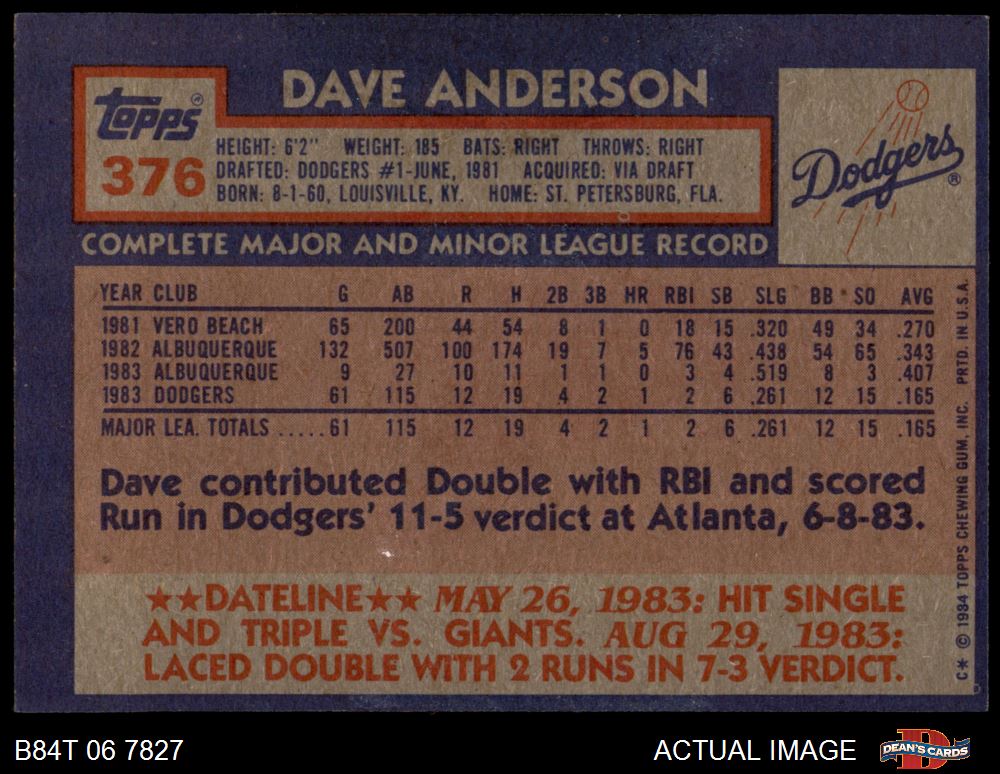 DAVE ANDERSON
Topps®
376
HEIGHT: 6'2" WEIGHT: 185 BATS: RIGHT THROWS: RIGHT
DRAFTED: DODGERS #1-JUNE, 1981 ACQUIRED: VIA DRAFT
BORN: 8-1-60, LOUISVILLE, KY. HOME: ST. PETERSBURG, FLA.
Dodgers®
COMPLETE MAJOR AND MINOR LEAGUE RECORD
YEAR CLUB G AB R H 2B 3B HR RBI SB SLG BB SO AVG
1981 VERO BEACH 65 200 44 54 8 1 0 18 15 .320 49 34 .270
1982 ALBUQUERQUE 132 507 100 174 19 7 5 76 43 .438 54 65 .343
1983 ALBUQUERQUE 9 27 10 11 1 1 0 3 4 .519 8 3 .407
1983 DODGERS 61 115 12 19 4 2 1 2 6 .261 12 15 .165
MAJOR LEA. TOTALS .....61 115 12 19 4 2 1 2 6 .261 12 15 .165
Dave contributed Double with RBI and scored
Run in Dodgers' 11-5 verdict at Atlanta, 6-8-83.
★★DATELINE★★ MAY 26, 1983: HIT SINGLE
AND TRIPLE VS. GIANTS. AUG 29, 1983:
LACED DOUBLE WITH 2 RUNS IN 7-3 VERDICT.
C* © 1984 TOPPS CHEWING GUM, INC. PRTD. IN U.S.A.
B84T 06 7827
ACTUAL IMAGE
DEAN'S CARDS